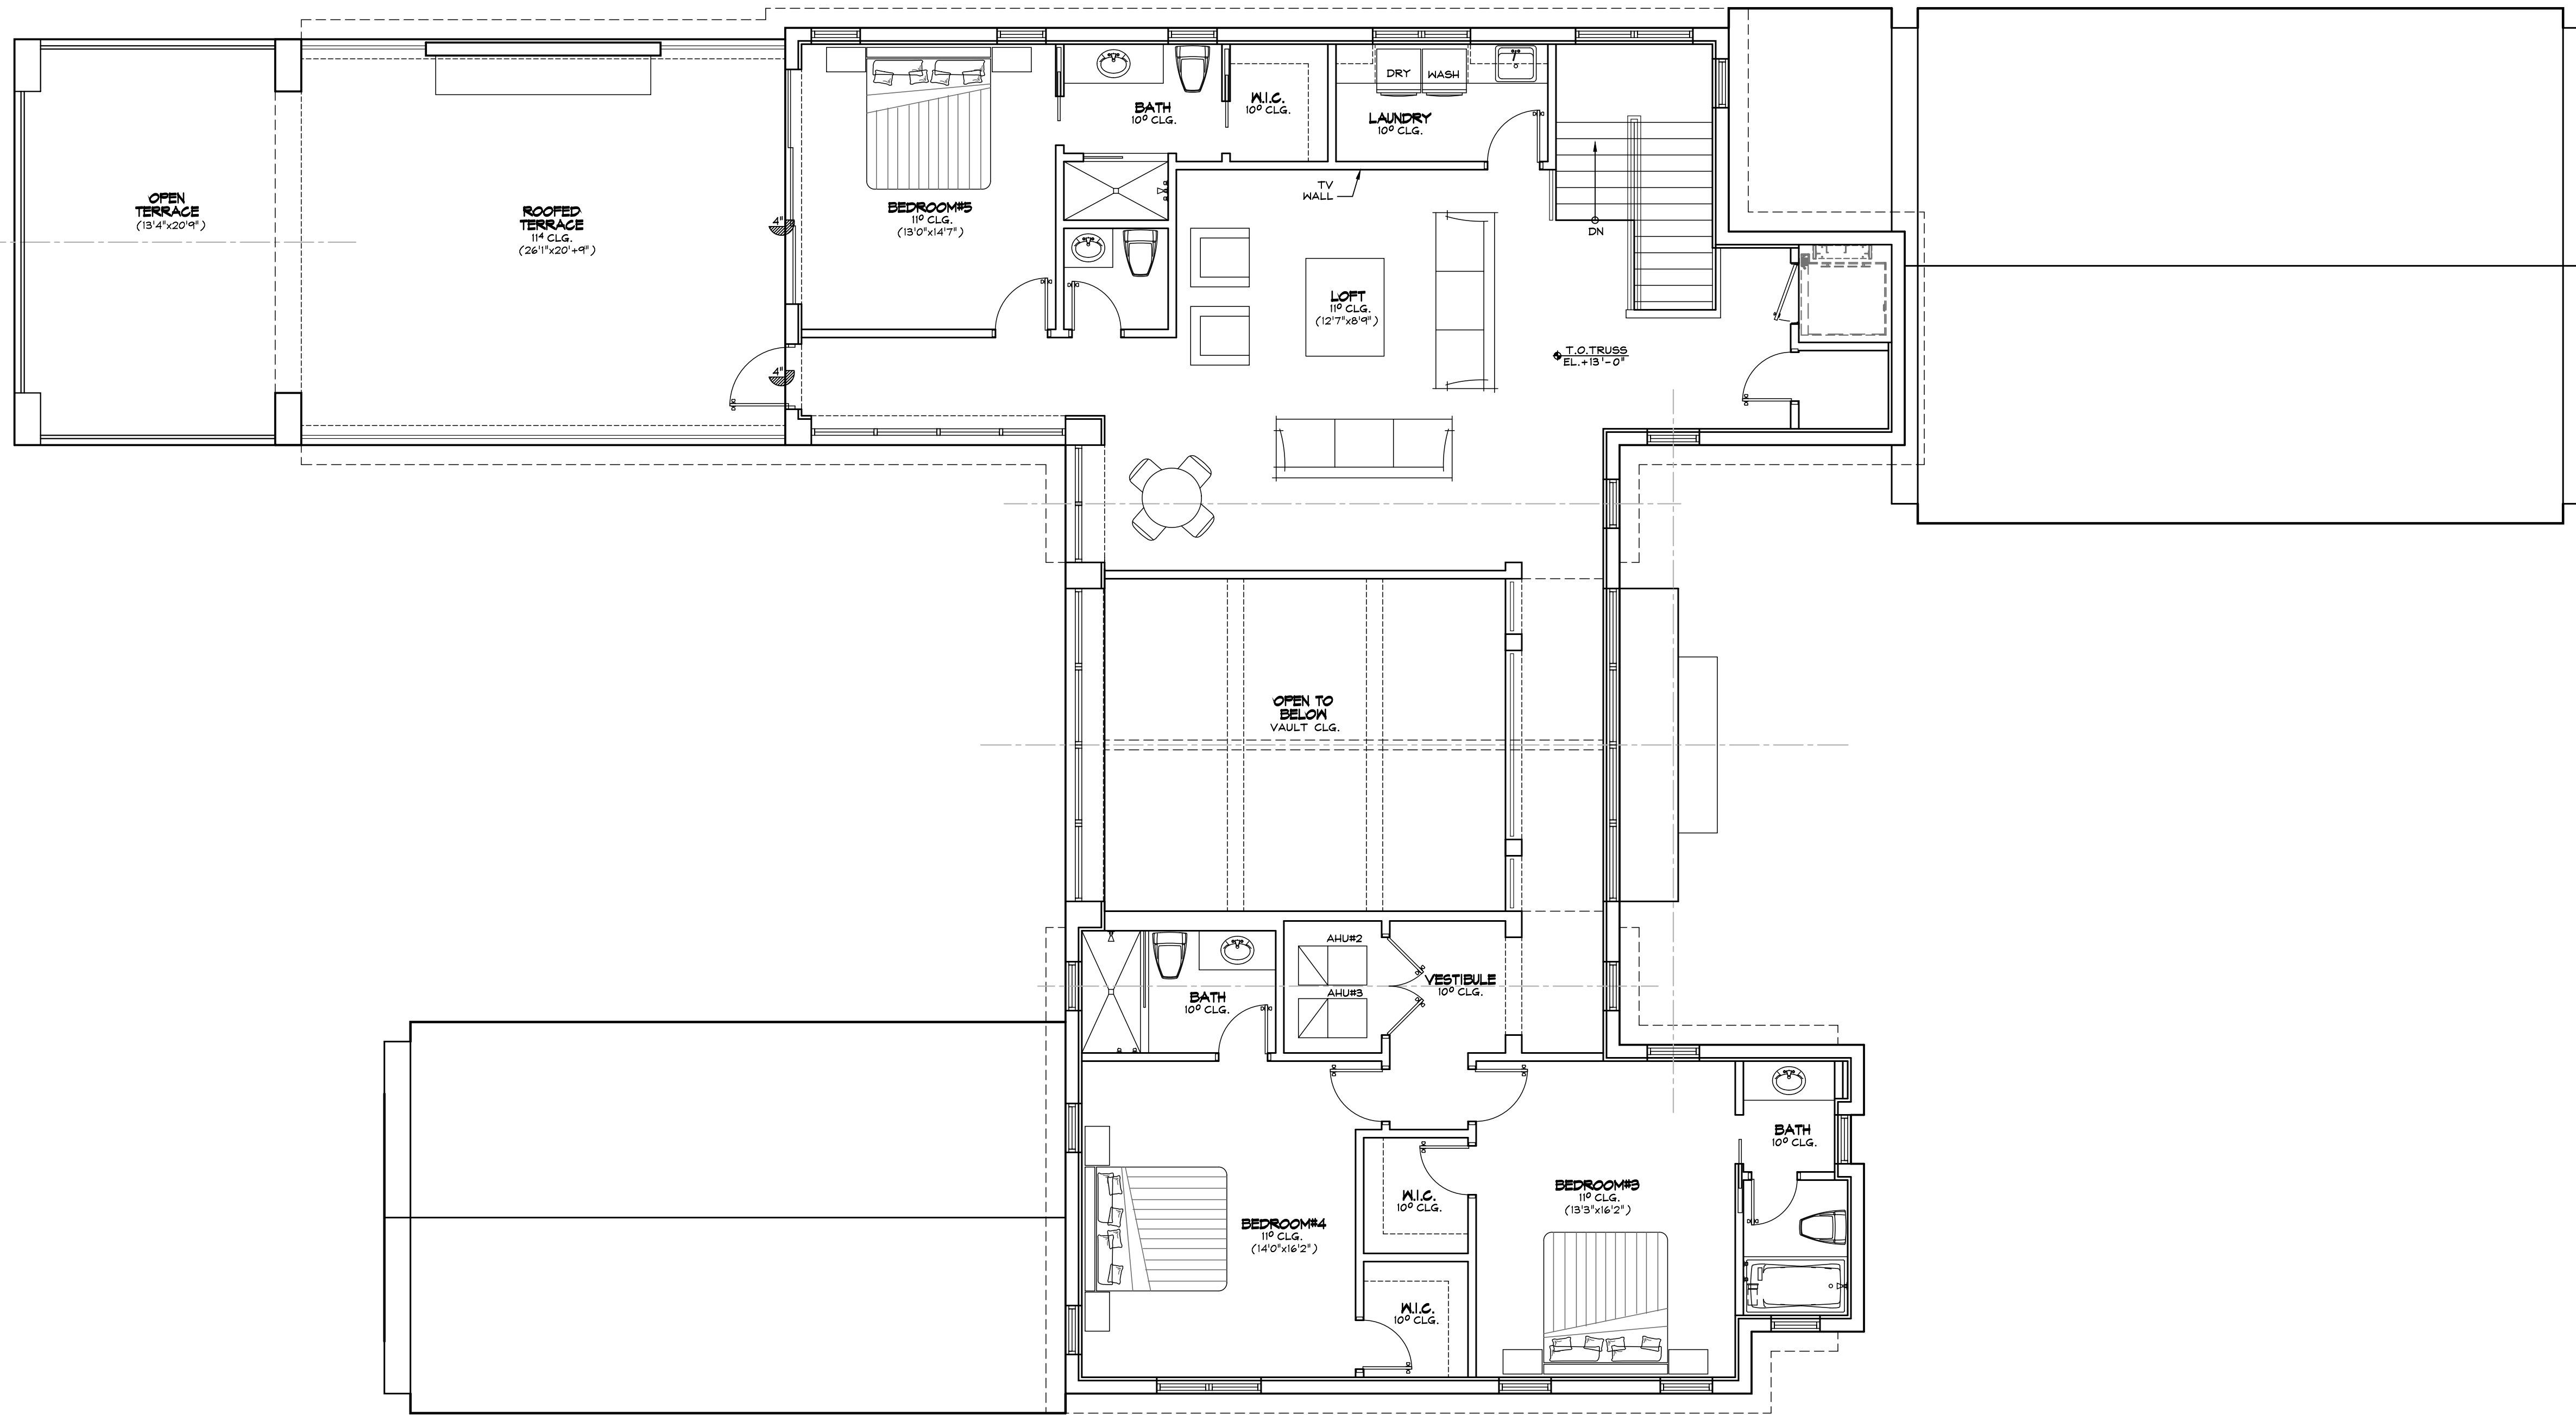 OPEN
TERRACE
(13'4"x20'9")
ROOFED
TERRACE
11⁴ CLG.
(26'1"x20'+9")
4"
4"
BEDROOM#5
11⁰ CLG.
(13'0"x14'7")
BATH
10⁰ CLG.
W.I.C.
10⁰ CLG.
DRY
WASH
LAUNDRY
10⁰ CLG.
TV
WALL
DN
LOFT
11⁰ CLG.
(12'7"x8'9")
T.O.TRUSS
EL.+13'-0"
OPEN TO
BELOW
VAULT CLG.
AHU#2
AHU#3
VESTIBULE
10⁰ CLG.
BATH
10⁰ CLG.
BATH
10⁰ CLG.
W.I.C.
10⁰ CLG.
BEDROOM#3
11⁰ CLG.
(13'3"x16'2")
BEDROOM#4
11⁰ CLG.
(14'0"x16'2")
W.I.C.
10⁰ CLG.